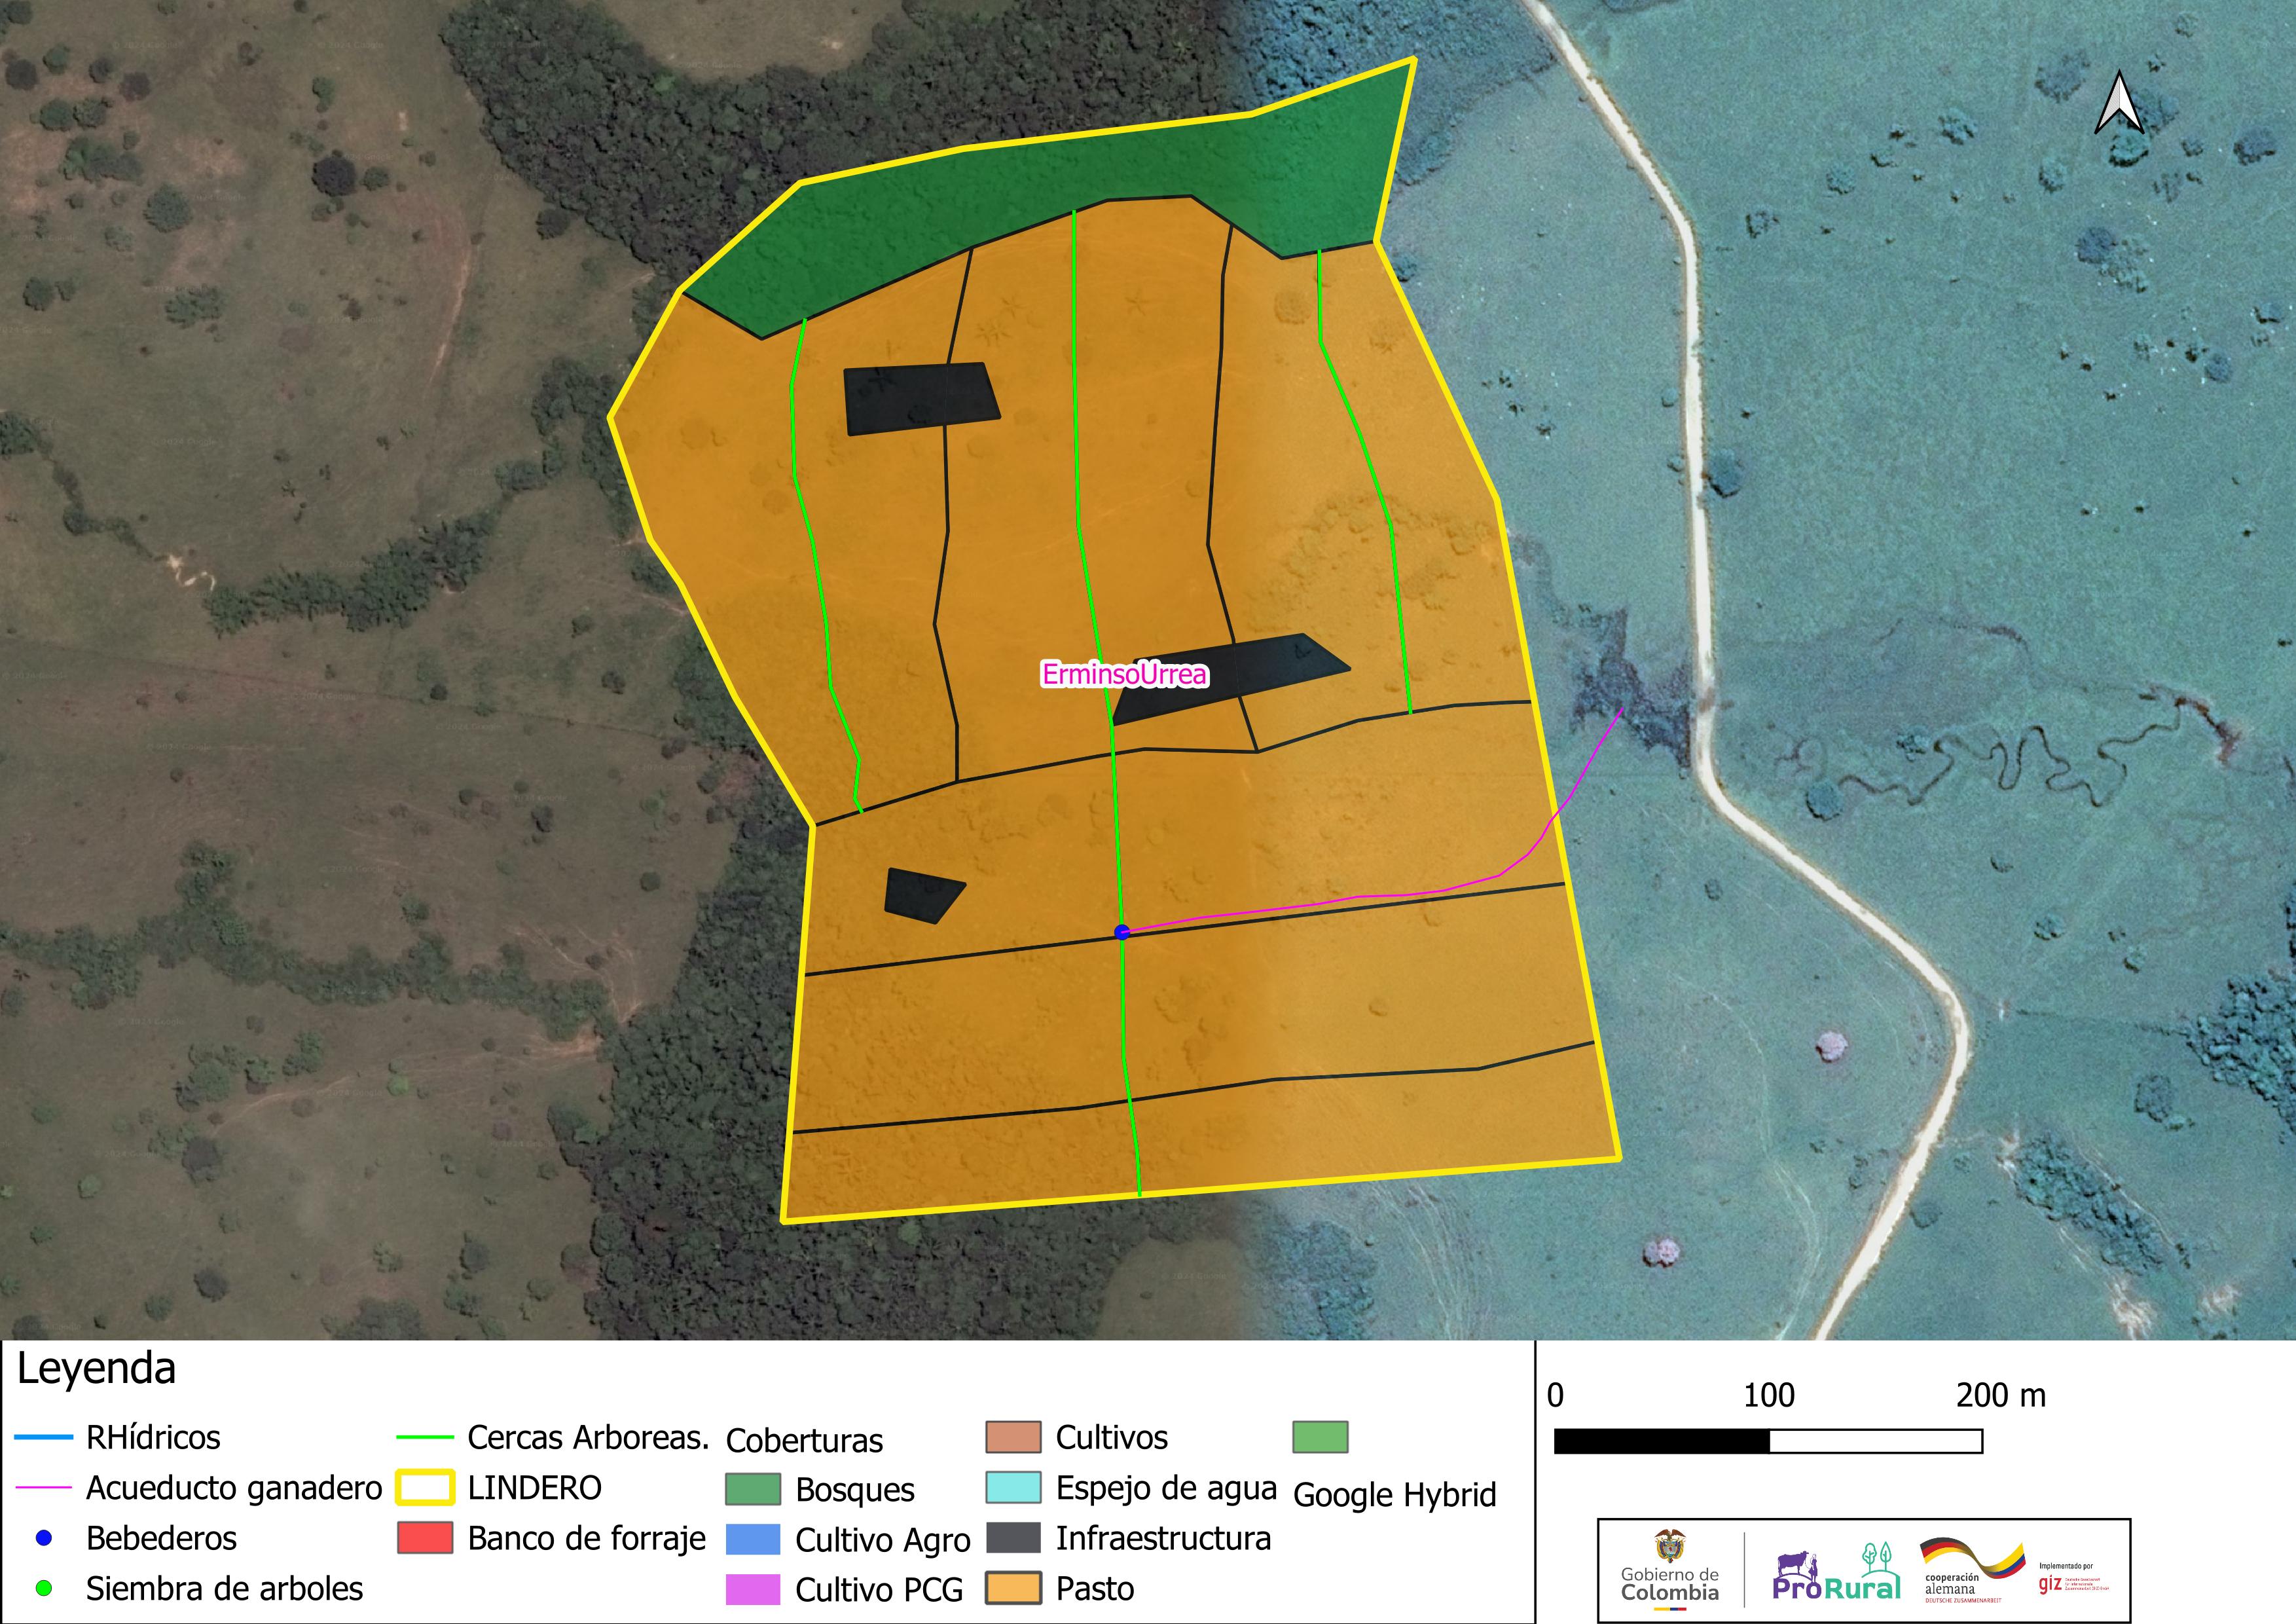 ErminsoUrrea
Leyenda
RHídricos
Acueducto ganadero
Bebederos
Siembra de arboles
Cercas Arboreas.
LINDERO
Banco de forraje
Coberturas
Bosques
Cultivo Agro
Cultivo PCG
Cultivos
Espejo de agua
Infraestructura
Pasto
Google Hybrid
0 100 200 m
Gobierno de
Colombia
ProRural
cooperación
alemana
DEUTSCHE ZUSAMMENARBEIT
Implementado por
giz